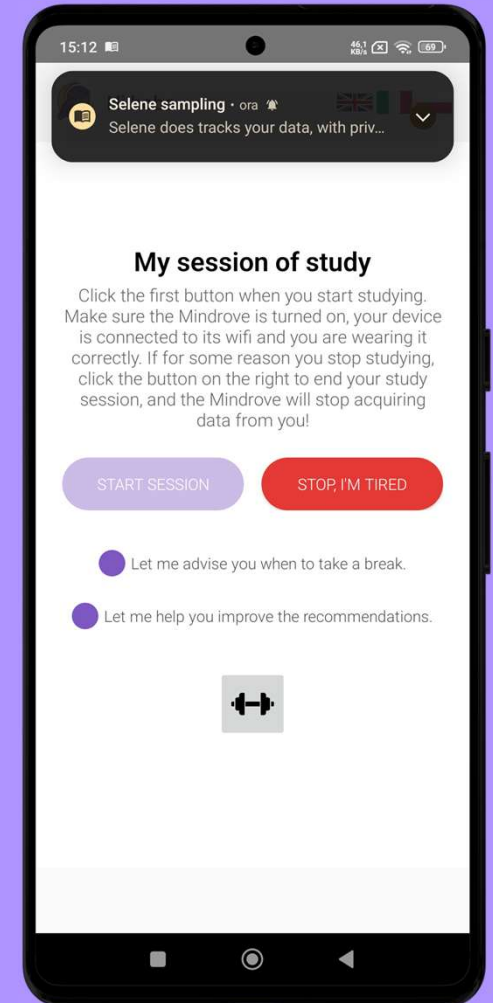 15:12
46,1
KB/s
69
Selene sampling • ora
Selene does tracks your data, with priv...
My session of study
Click the first button when you start studying.
Make sure the Mindrove is turned on, your device
is connected to its wifi and you are wearing it
correctly. If for some reason you stop studying,
click the button on the right to end your study
session, and the Mindrove will stop acquiring
data from you!
START SESSION
STOP, I'M TIRED
Let me advise you when to take a break.
Let me help you improve the recommendations.